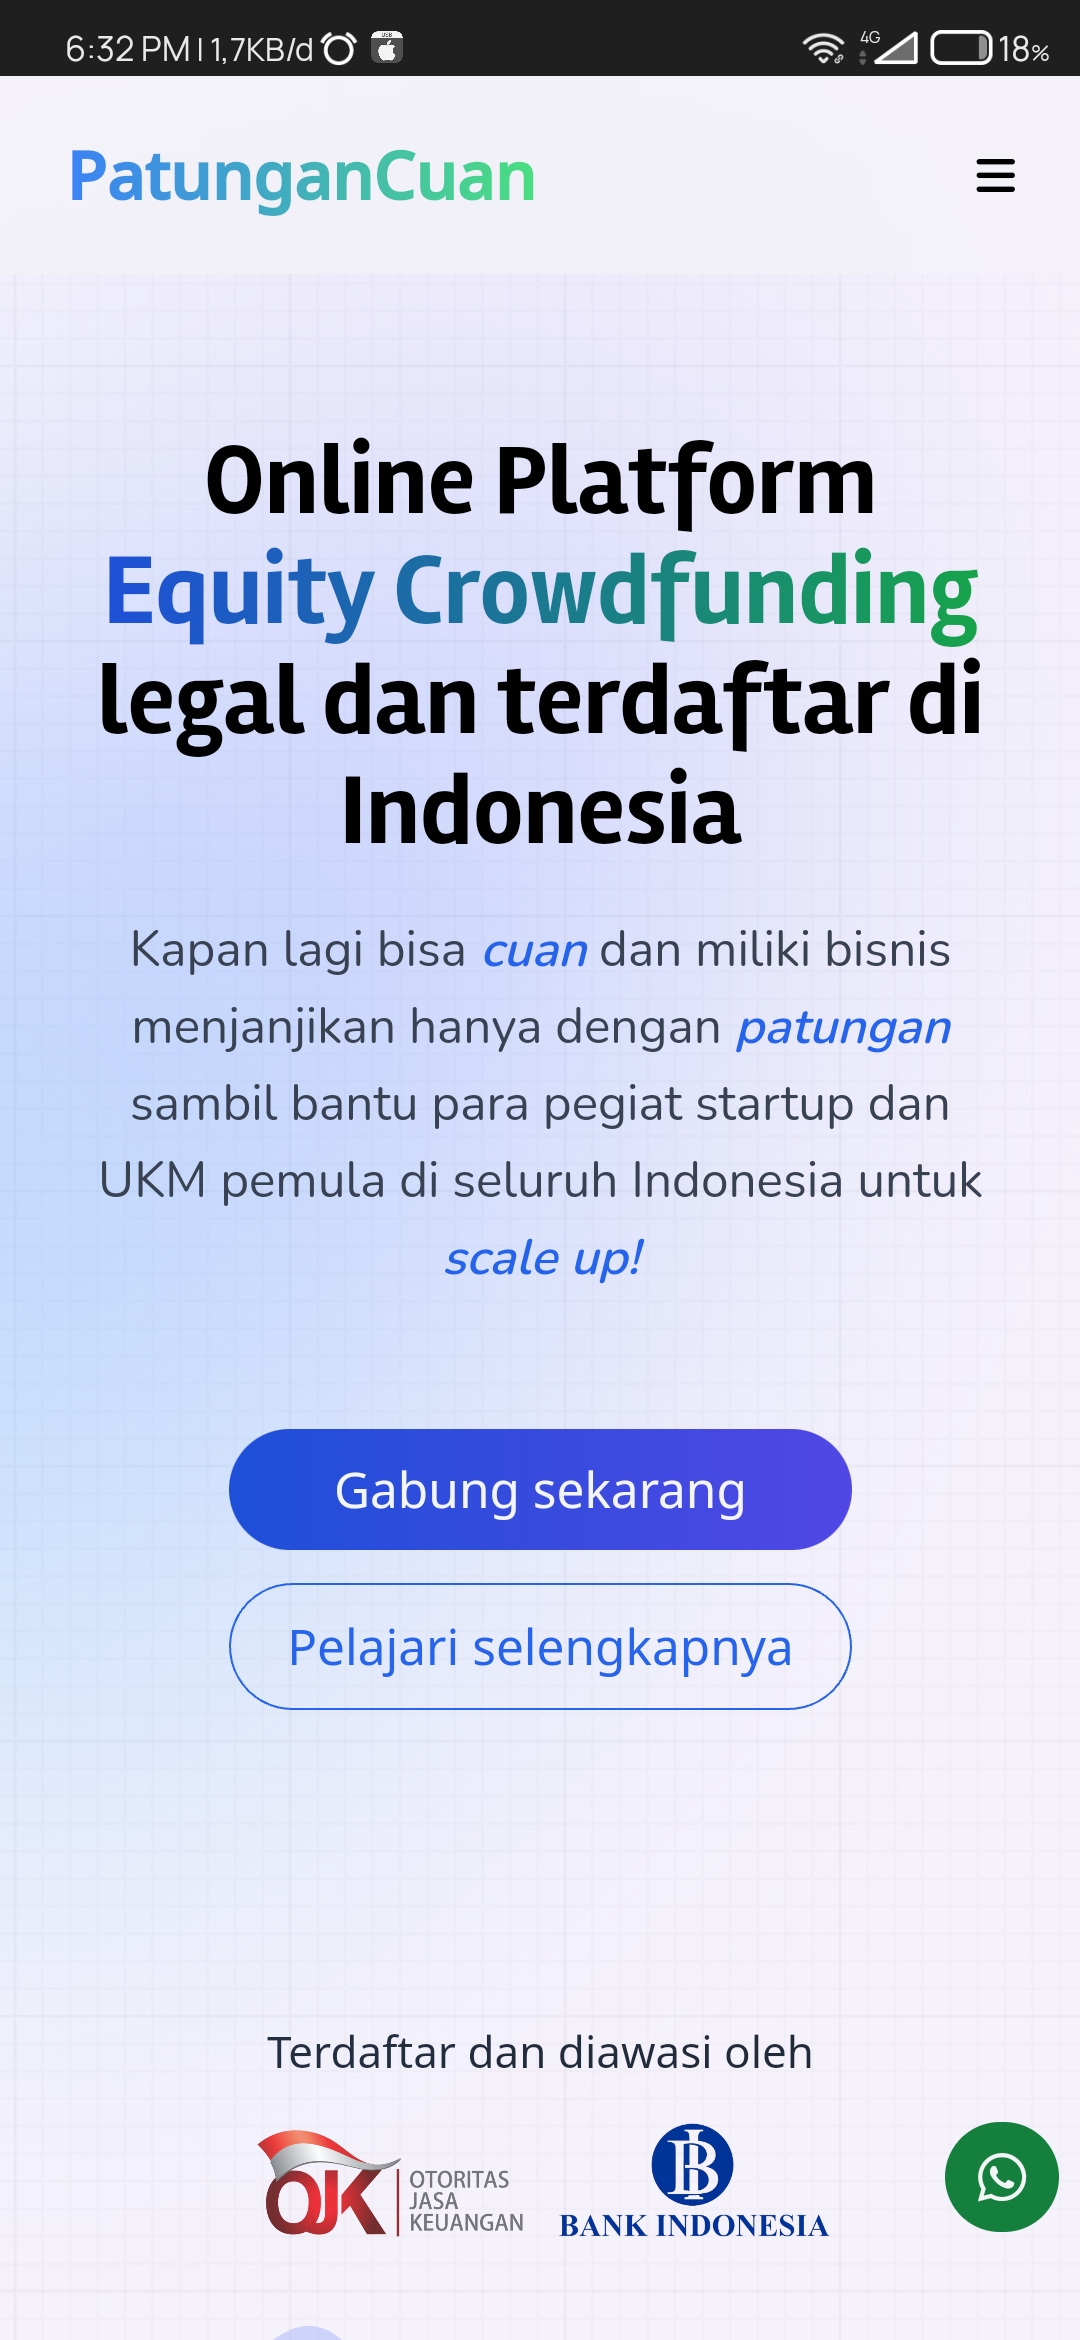 6:32 PM | 1,7KB/d
4G
18%
PatunganCuan
Online Platform
Equity Crowdfunding
legal dan terdaftar di
Indonesia
Kapan lagi bisa cuan dan miliki bisnis
menjanjikan hanya dengan patungan
sambil bantu para pegiat startup dan
UKM pemula di seluruh Indonesia untuk
scale up!
Gabung sekarang
Pelajari selengkapnya
Terdaftar dan diawasi oleh
OJK
OTORITAS
JASA
KEUANGAN
BANK INDONESIA